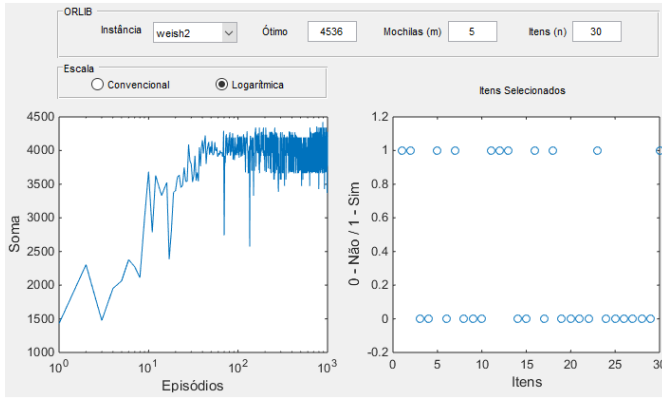 ORLIB
Instância weish2 Ótimo 4536 Mochilas (m) 5 Itens (n) 30
Escala
Convencional Logarítmica
4500
4000
3500
3000
2500
2000
1500
1000
Soma
10^0 10^1 10^2 10^3
Episódios
Itens Selecionados
1.2
1
0.8
0.6
0.4
0.2
0
-0.2
0 - Não / 1 - Sim
0 5 10 15 20 25 30
Itens